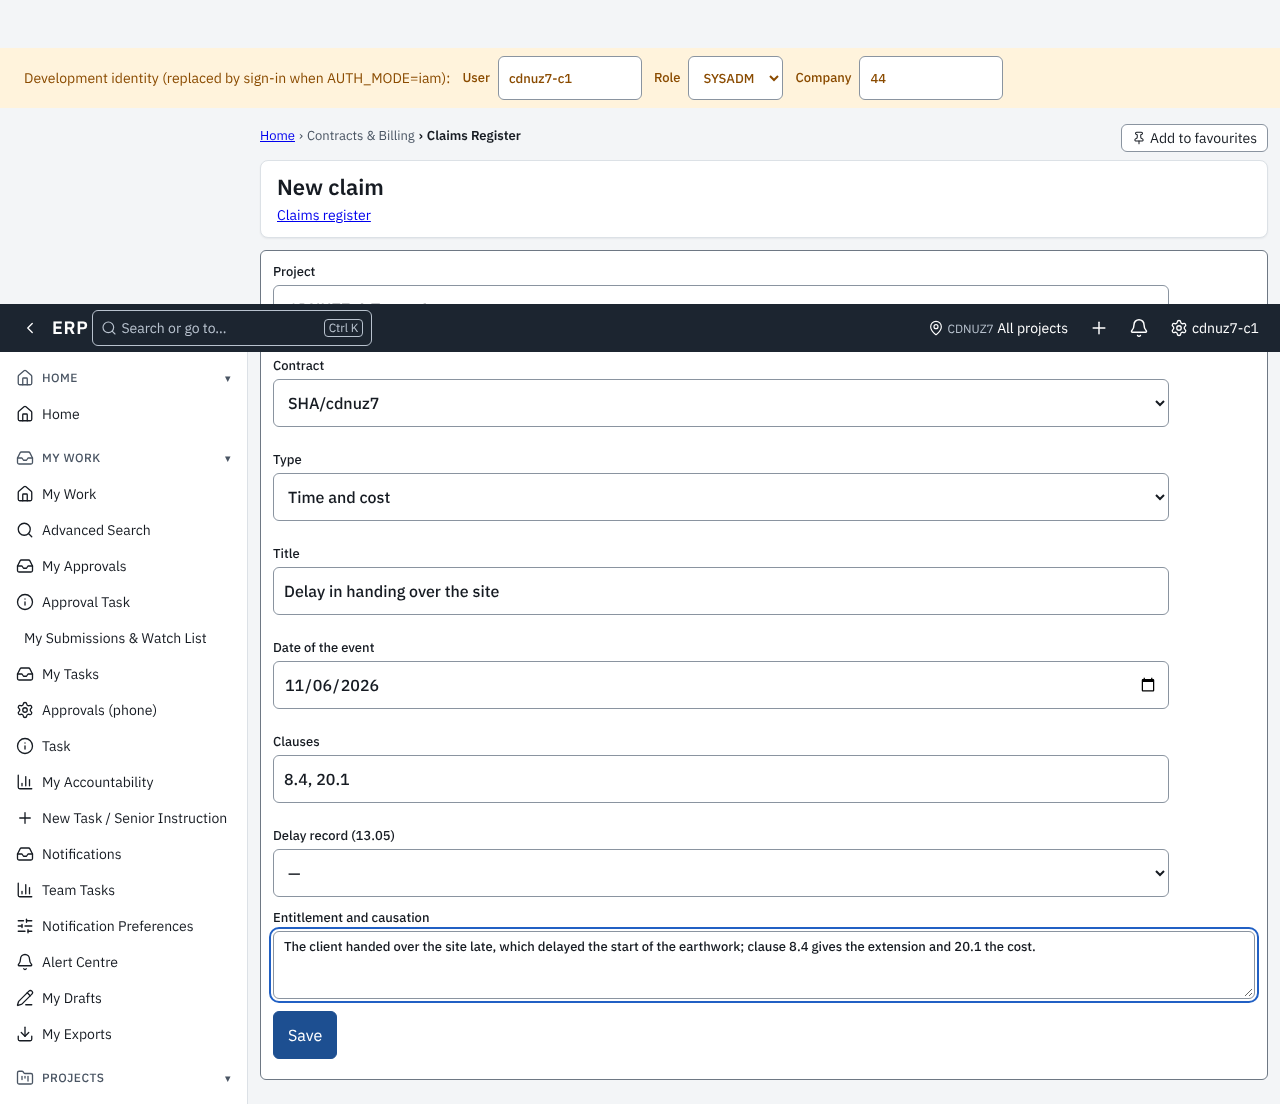 Development identity (replaced by sign-in when AUTH_MODE=iam): User cdnuz7-c1 Role SYSADM Company 44
Home › Contracts & Billing › Claims Register
Add to favourites
New claim
Claims register
Project
ERP Search or go to... Ctrl K CDNUZ7 All projects cdnuz7-c1
HOME
Home
MY WORK
My Work
Advanced Search
My Approvals
Approval Task
My Submissions & Watch List
My Tasks
Approvals (phone)
Task
My Accountability
New Task / Senior Instruction
Notifications
Team Tasks
Notification Preferences
Alert Centre
My Drafts
My Exports
PROJECTS
Contract
SHA/cdnuz7
Type
Time and cost
Title
Delay in handing over the site
Date of the event
11/06/2026
Clauses
8.4, 20.1
Delay record (13.05)
—
Entitlement and causation
The client handed over the site late, which delayed the start of the earthwork; clause 8.4 gives the extension and 20.1 the cost.
Save